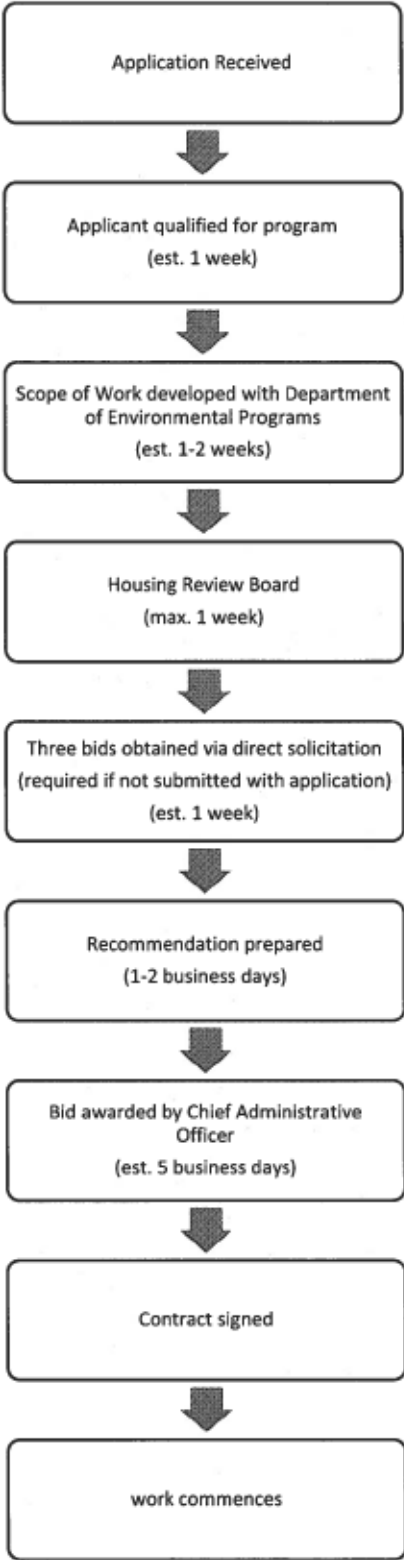 Application Received
Applicant qualified for program
(est. 1 week)
Scope of Work developed with Department
of Environmental Programs
(est. 1-2 weeks)
Housing Review Board
(max. 1 week)
Three bids obtained via direct solicitation
(required if not submitted with application)
(est. 1 week)
Recommendation prepared
(1-2 business days)
Bid awarded by Chief Administrative
Officer
(est. 5 business days)
Contract signed
work commences